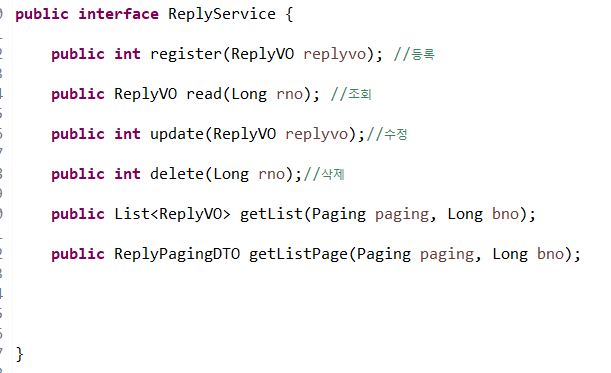 public interface ReplyService {
public int register(ReplyVO replyvo); //등록
public ReplyVO read(Long rno); //조회
public int update(ReplyVO replyvo);//수정
public int delete(Long rno);//삭제
public List<ReplyVO> getList(Paging paging, Long bno);
public ReplyPagingDTO getListPage(Paging paging, Long bno);
}